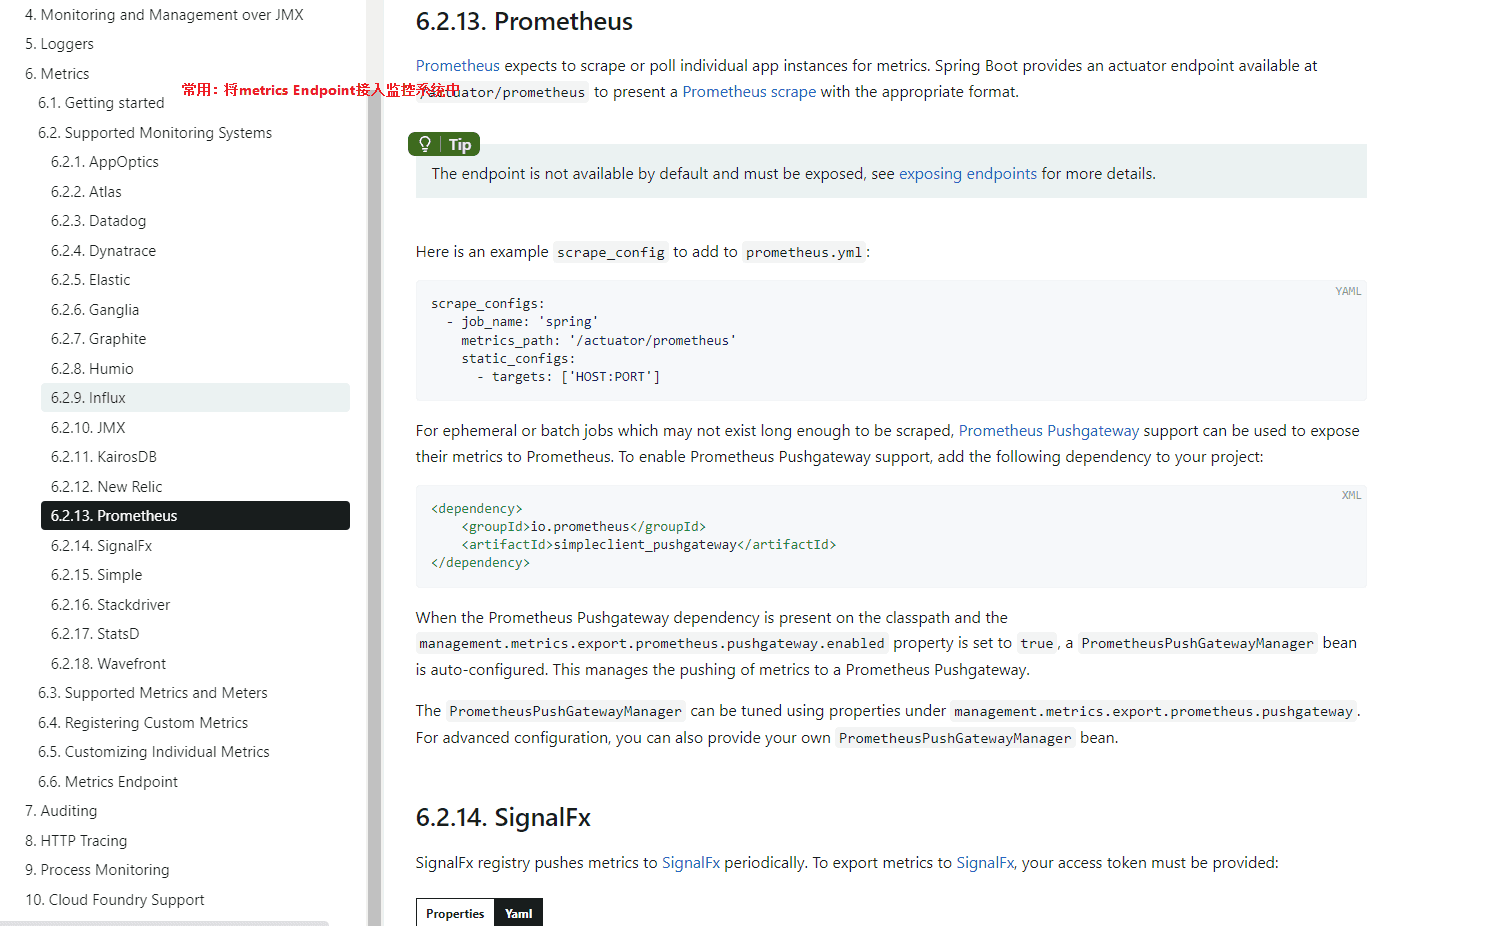 4. Monitoring and Management over JMX
5. Loggers
6. Metrics
常用：将metrics Endpoint接入监控系统中
6.1. Getting started
6.2. Supported Monitoring Systems
6.2.1. AppOptics
6.2.2. Atlas
6.2.3. Datadog
6.2.4. Dynatrace
6.2.5. Elastic
6.2.6. Ganglia
6.2.7. Graphite
6.2.8. Humio
6.2.9. Influx
6.2.10. JMX
6.2.11. KairosDB
6.2.12. New Relic
6.2.13. Prometheus
6.2.14. SignalFx
6.2.15. Simple
6.2.16. Stackdriver
6.2.17. StatsD
6.2.18. Wavefront
6.3. Supported Metrics and Meters
6.4. Registering Custom Metrics
6.5. Customizing Individual Metrics
6.6. Metrics Endpoint
7. Auditing
8. HTTP Tracing
9. Process Monitoring
10. Cloud Foundry Support
6.2.13. Prometheus
Prometheus expects to scrape or poll individual app instances for metrics. Spring Boot provides an actuator endpoint available at
/actuator/prometheus to present a Prometheus scrape with the appropriate format.
Tip
The endpoint is not available by default and must be exposed, see exposing endpoints for more details.
Here is an example scrape_config to add to prometheus.yml:
YAML
scrape_configs:
  - job_name: 'spring'
    metrics_path: '/actuator/prometheus'
    static_configs:
      - targets: ['HOST:PORT']
For ephemeral or batch jobs which may not exist long enough to be scraped, Prometheus Pushgateway support can be used to expose
their metrics to Prometheus. To enable Prometheus Pushgateway support, add the following dependency to your project:
XML
<dependency>
    <groupId>io.prometheus</groupId>
    <artifactId>simpleclient_pushgateway</artifactId>
</dependency>
When the Prometheus Pushgateway dependency is present on the classpath and the
management.metrics.export.prometheus.pushgateway.enabled property is set to true, a PrometheusPushGatewayManager bean
is auto-configured. This manages the pushing of metrics to a Prometheus Pushgateway.
The PrometheusPushGatewayManager can be tuned using properties under management.metrics.export.prometheus.pushgateway.
For advanced configuration, you can also provide your own PrometheusPushGatewayManager bean.
6.2.14. SignalFx
SignalFx registry pushes metrics to SignalFx periodically. To export metrics to SignalFx, your access token must be provided:
Properties Yaml